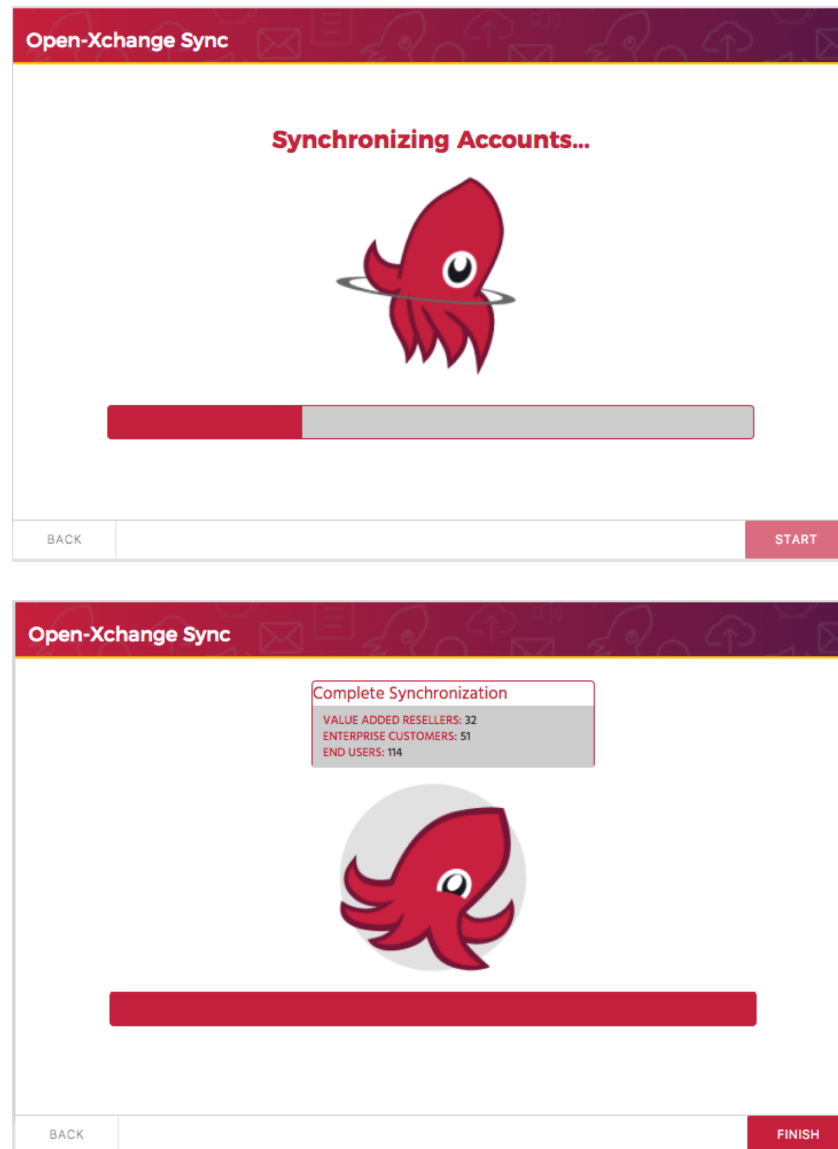 Open-Xchange Sync
Synchronizing Accounts...
BACK
START
Open-Xchange Sync
Complete Synchronization
VALUE ADDED RESELLERS: 32
ENTERPRISE CUSTOMERS: 51
END USERS: 114
BACK
FINISH